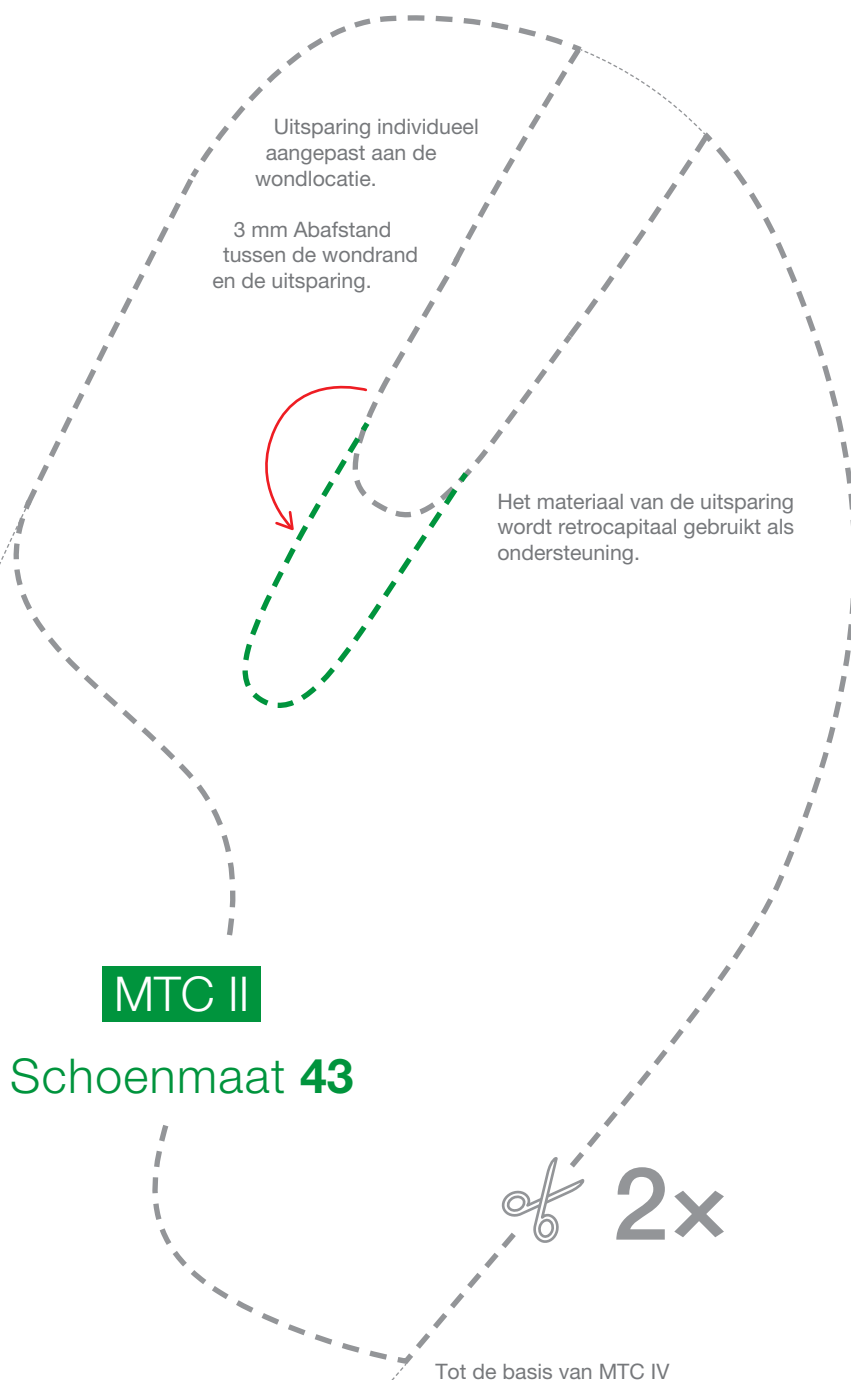 Uitsparing individueel
aangepast aan de
wondlocatie.
3 mm Abafstand
tussen de wondrand
en de uitsparing.
Het materiaal van de uitsparing
wordt retrocapitaal gebruikt als
ondersteuning.
MTC II
Schoenmaat 43
2×
Tot de basis van MTC IV